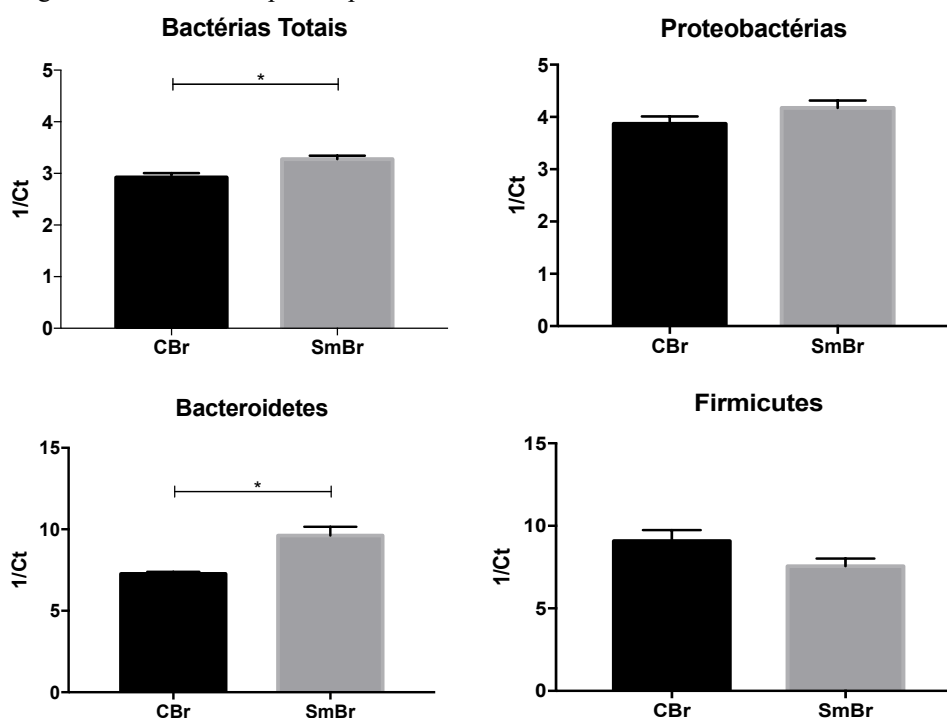 Bactérias Totais
5
4
3
2
1
0
1/Ct
*
CBr
SmBr
Proteobactérias
5
4
3
2
1
0
1/Ct
CBr
SmBr
Bacteroidetes
15
10
5
0
1/Ct
*
CBr
SmBr
Firmicutes
15
10
5
0
1/Ct
CBr
SmBr